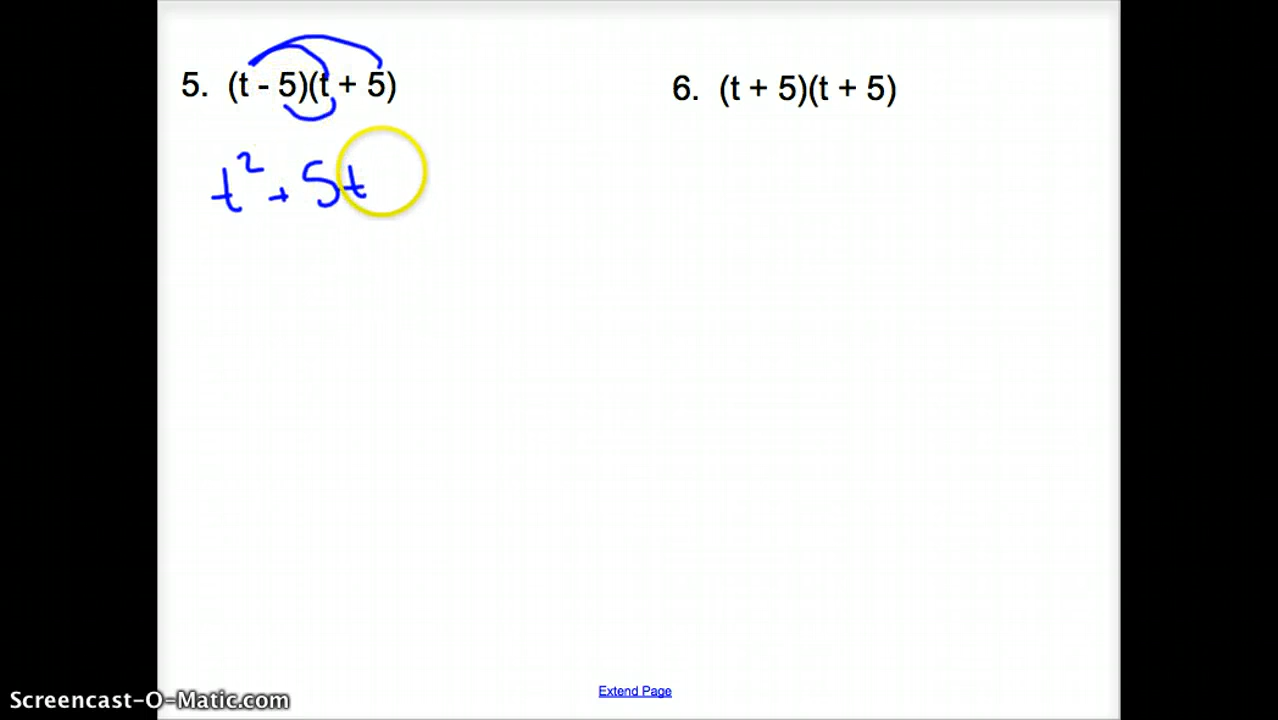 5. (t - 5)(t + 5)
6. (t + 5)(t + 5)
t² + 5t
Extend Page
Screencast-O-Matic.com